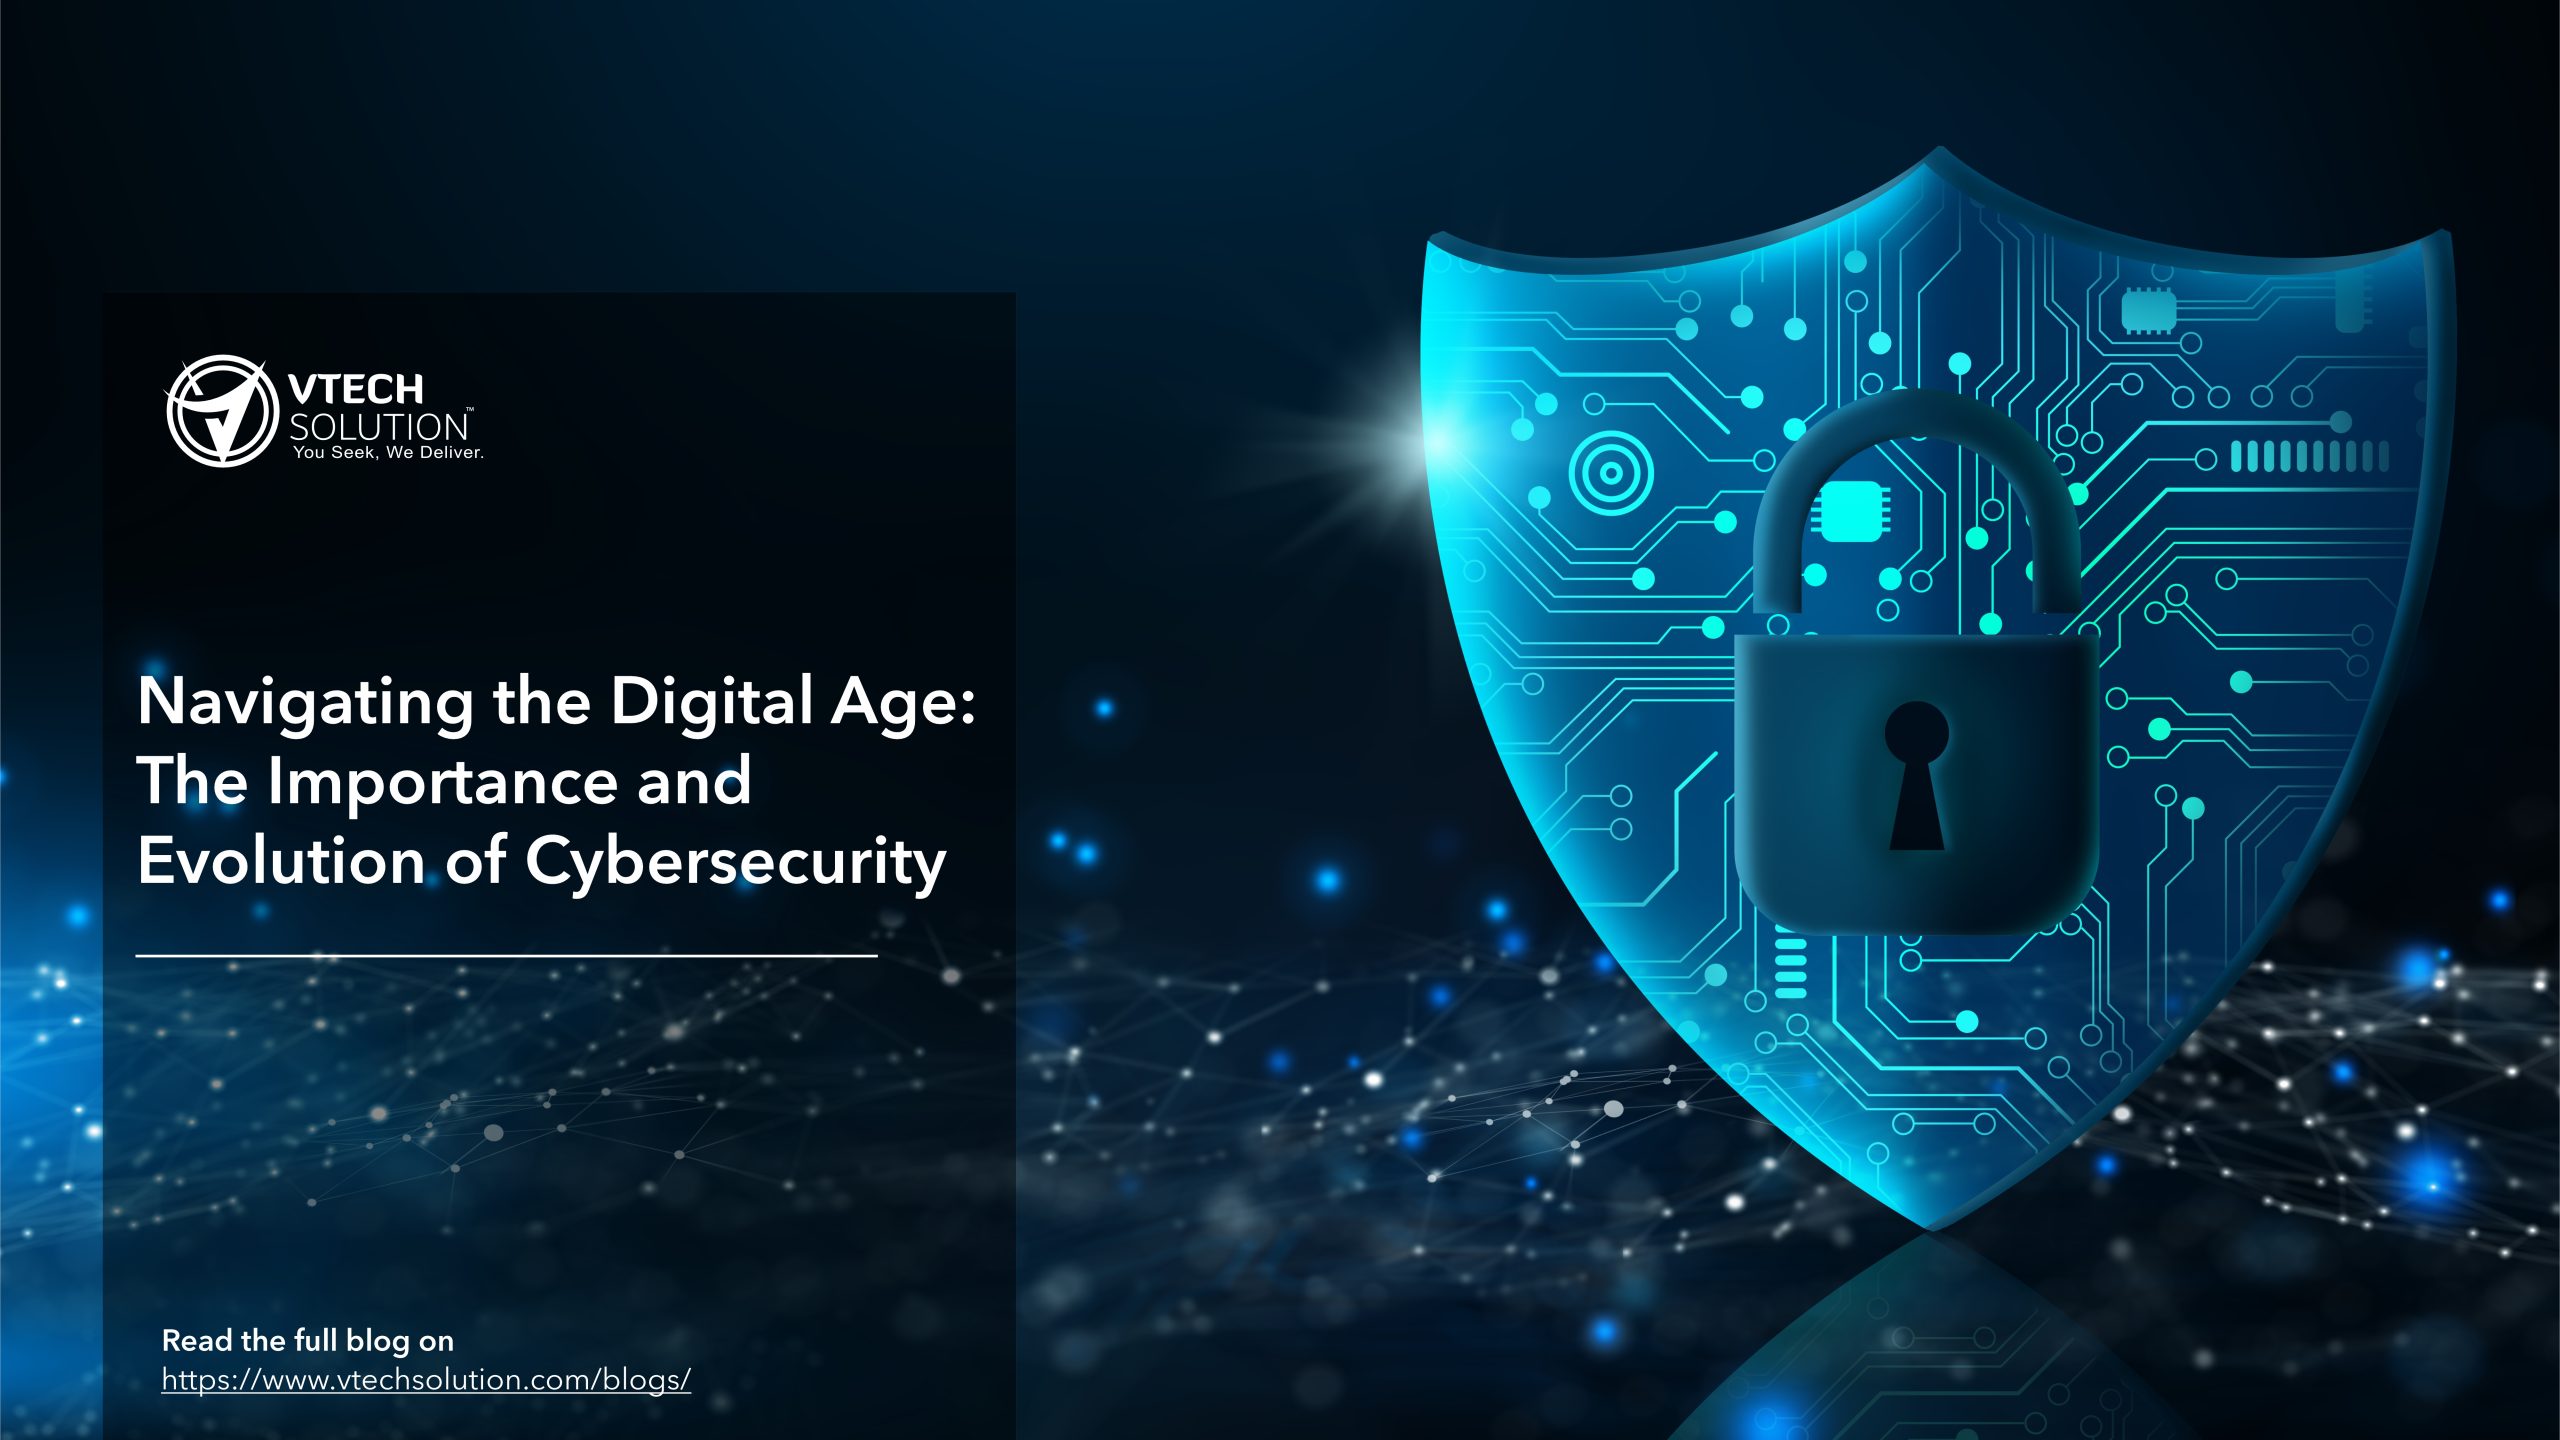 VTECH
SOLUTION™
You Seek, We Deliver.
Navigating the Digital Age:
The Importance and
Evolution of Cybersecurity
Read the full blog on
https://www.vtechsolution.com/blogs/